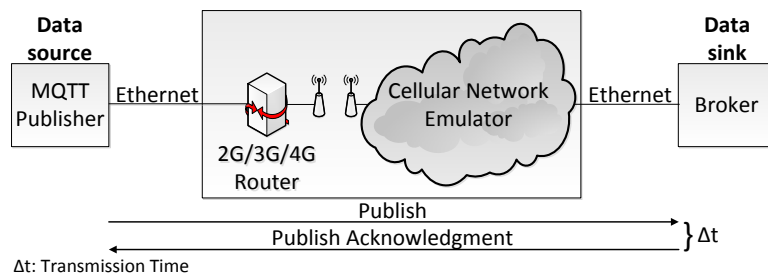 Data
source
MQTT
Publisher
Ethernet
2G/3G/4G
Router
Cellular Network
Emulator
Ethernet
Data
sink
Broker
Publish
Publish Acknowledgment
Δt
Δt: Transmission Time